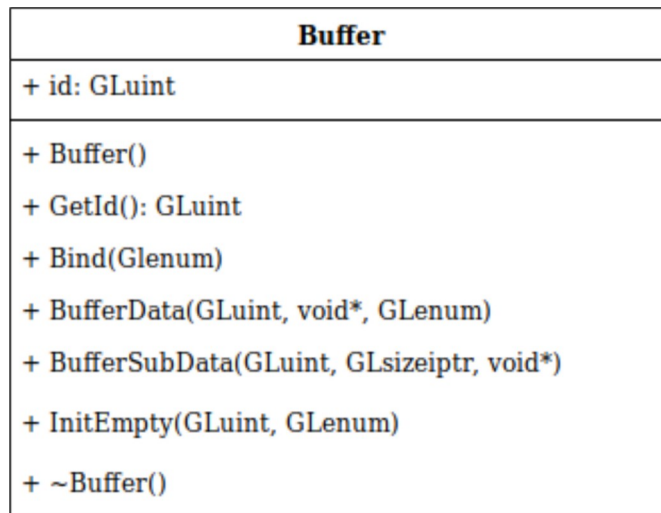 Buffer
+ id: GLuint
+ Buffer()
+ GetId(): GLuint
+ Bind(Glenum)
+ BufferData(GLuint, void*, GLenum)
+ BufferSubData(GLuint, GLsizeiptr, void*)
+ InitEmpty(GLuint, GLenum)
+ ~Buffer()